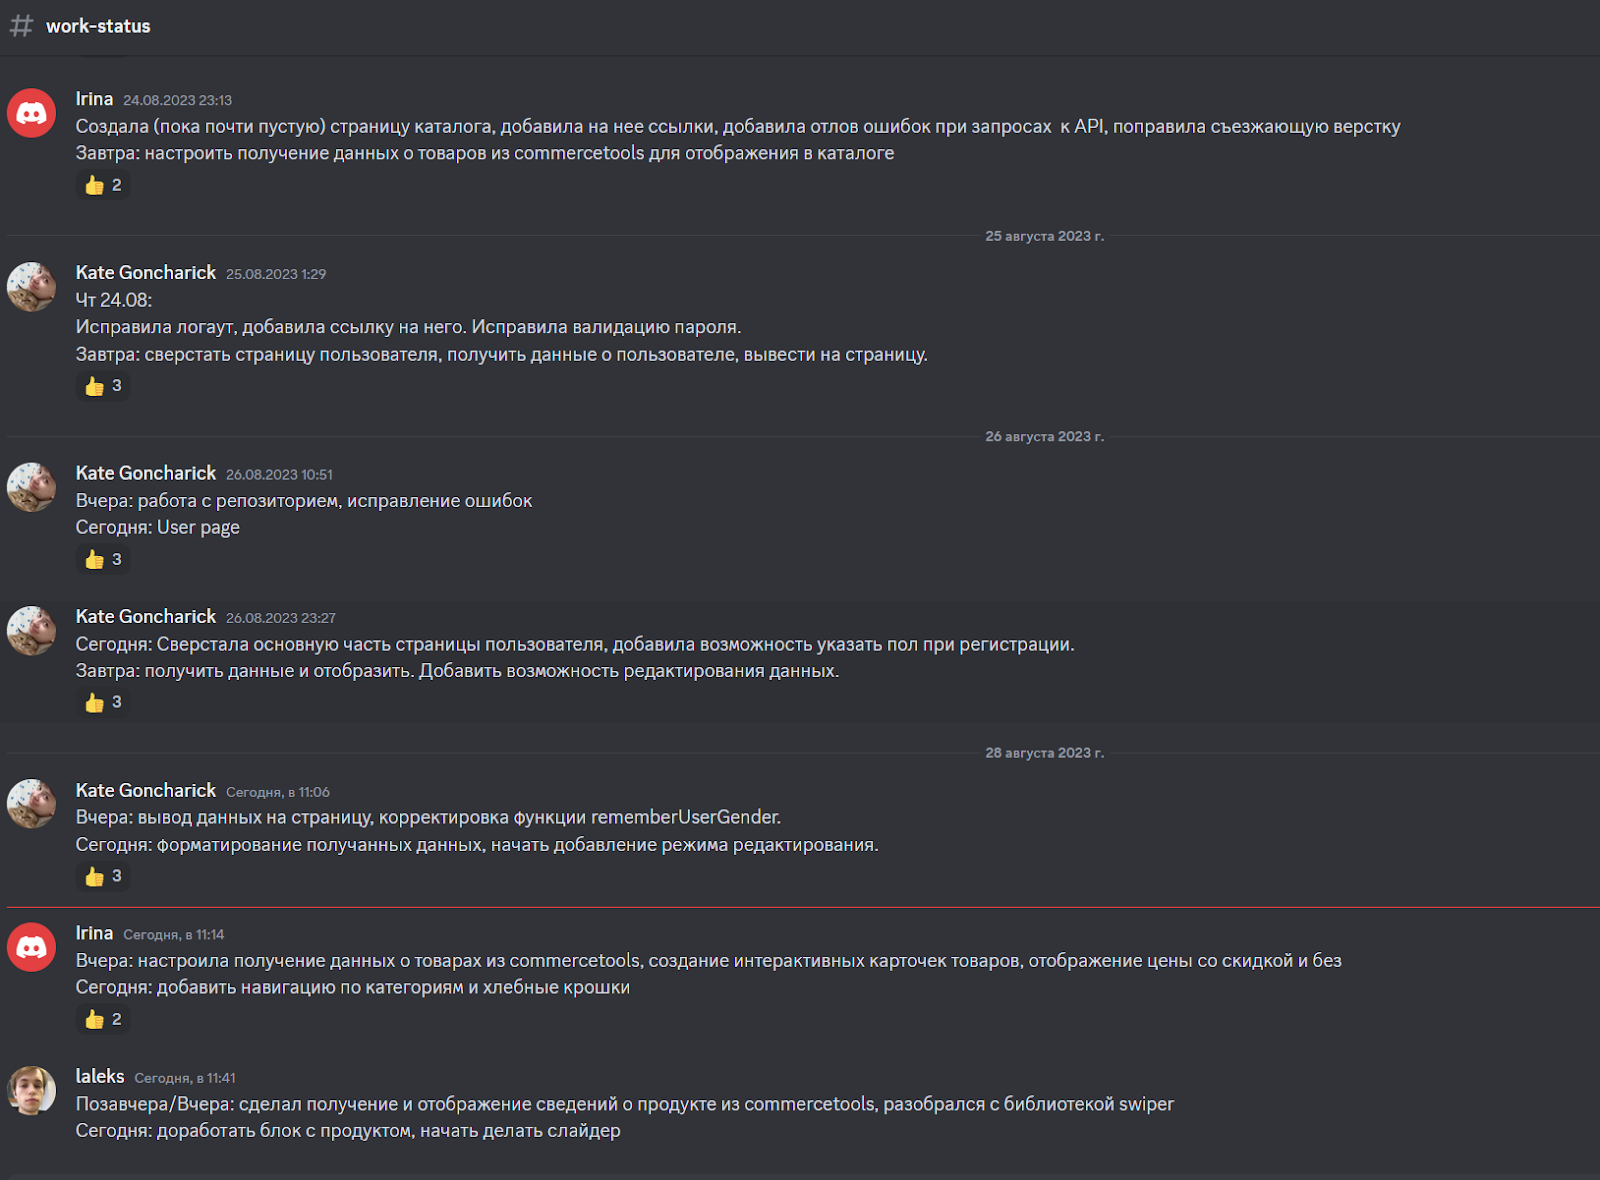 # work-status
Irina 24.08.2023 23:13
Создала (пока почти пустую) страницу каталога, добавила на нее ссылки, добавила отлов ошибок при запросах к API, поправила съезжающую верстку
Завтра: настроить получение данных о товаров из commercetools для отображения в каталоге
👍 2
25 августа 2023 г.
Kate Goncharick 25.08.2023 1:29
Чт 24.08:
Исправила логаут, добавила ссылку на него. Исправила валидацию пароля.
Завтра: сверстать страницу пользователя, получить данные о пользователе, вывести на страницу.
👍 3
26 августа 2023 г.
Kate Goncharick 26.08.2023 10:51
Вчера: работа с репозиторием, исправление ошибок
Сегодня: User page
👍 3
Kate Goncharick 26.08.2023 23:27
Сегодня: Сверстала основную часть страницы пользователя, добавила возможность указать пол при регистрации.
Завтра: получить данные и отобразить. Добавить возможность редактирования данных.
👍 3
28 августа 2023 г.
Kate Goncharick Сегодня, в 11:06
Вчера: вывод данных на страницу, корректировка функции rememberUserGender.
Сегодня: форматирование получанных данных, начать добавление режима редактирования.
👍 3
Irina Сегодня, в 11:14
Вчера: настроила получение данных о товарах из commercetools, создание интерактивных карточек товаров, отображение цены со скидкой и без
Сегодня: добавить навигацию по категориям и хлебные крошки
👍 2
laleks Сегодня, в 11:41
Позавчера/Вчера: сделал получение и отображение сведений о продукте из commercetools, разобрался с библиотекой swiper
Сегодня: доработать блок с продуктом, начать делать слайдер